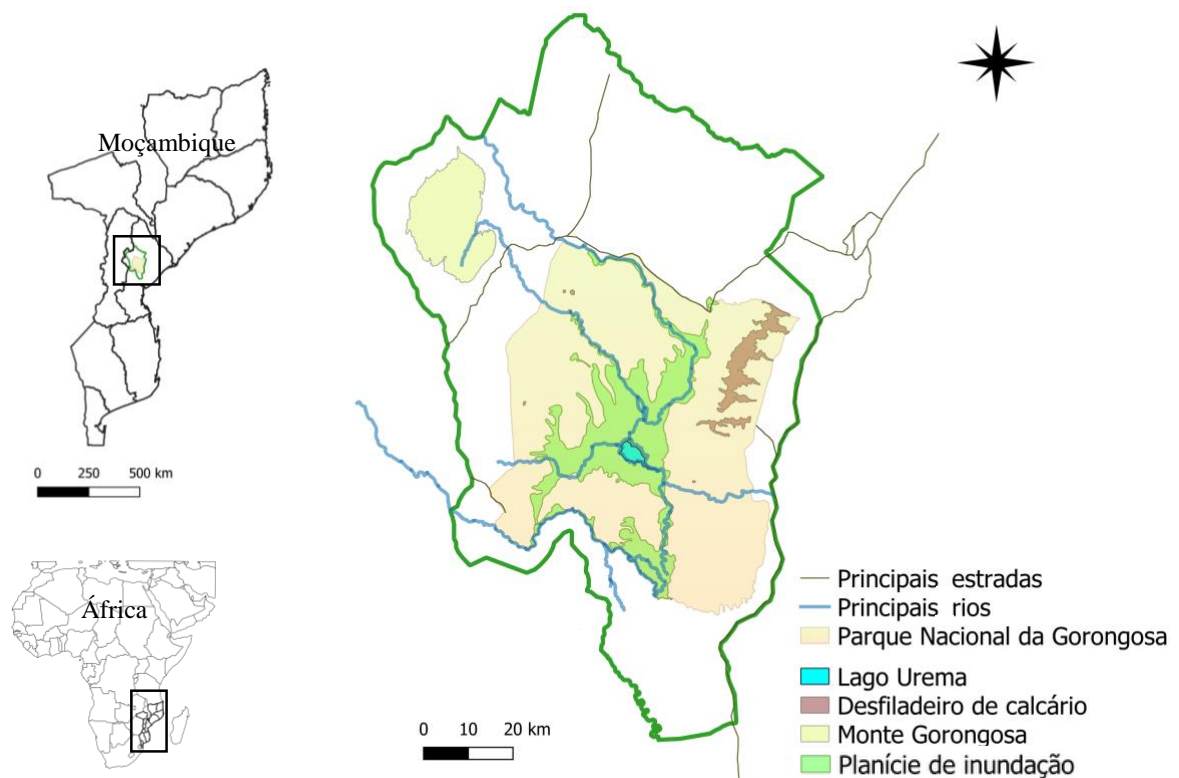 Moçambique
0 250 500 km
África
0 10 20 km
Principais estradas
Principais rios
Parque Nacional da Gorongosa
Lago Urema
Desfiladeiro de calcário
Monte Gorongosa
Planície de inundação